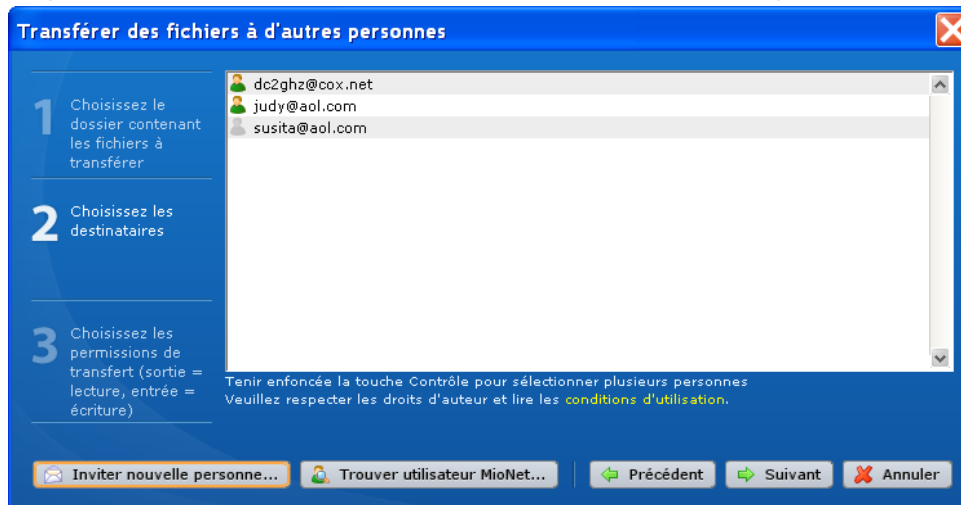 Transférer des fichiers à d'autres personnes
1
Choisissez le
dossier contenant
les fichiers à
transférer
2
Choisissez les
destinataires
3
Choisissez les
permissions de
transfert (sortie =
lecture, entrée =
écriture)
dc2ghz@cox.net
judy@aol.com
susita@aol.com
Tenir enfoncée la touche Contrôle pour sélectionner plusieurs personnes
Veuillez respecter les droits d'auteur et lire les conditions d'utilisation.
Inviter nouvelle personne...
Trouver utilisateur MioNet...
Précédent
Suivant
Annuler